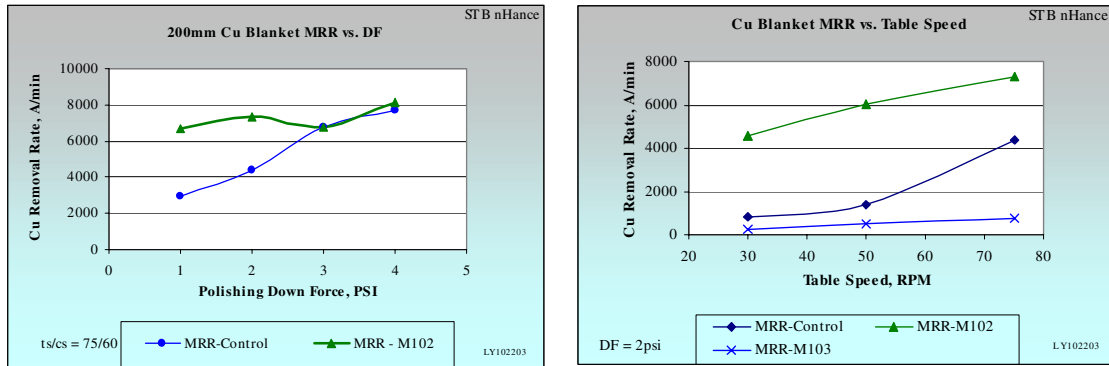 STB nHance
200mm Cu Blanket MRR vs. DF
10000
8000
6000
4000
2000
0
Cu Removal Rate, A/min
0 1 2 3 4 5
Polishing Down Force, PSI
ts/cs = 75/60
MRR-Control MRR - M102
LY102203
STB nHance
Cu Blanket MRR vs. Table Speed
8000
6000
4000
2000
0
Cu Removal Rate, A/min
20 30 40 50 60 70 80
Table Speed, RPM
MRR-Control MRR-M102
MRR-M103
DF = 2psi
LY102203